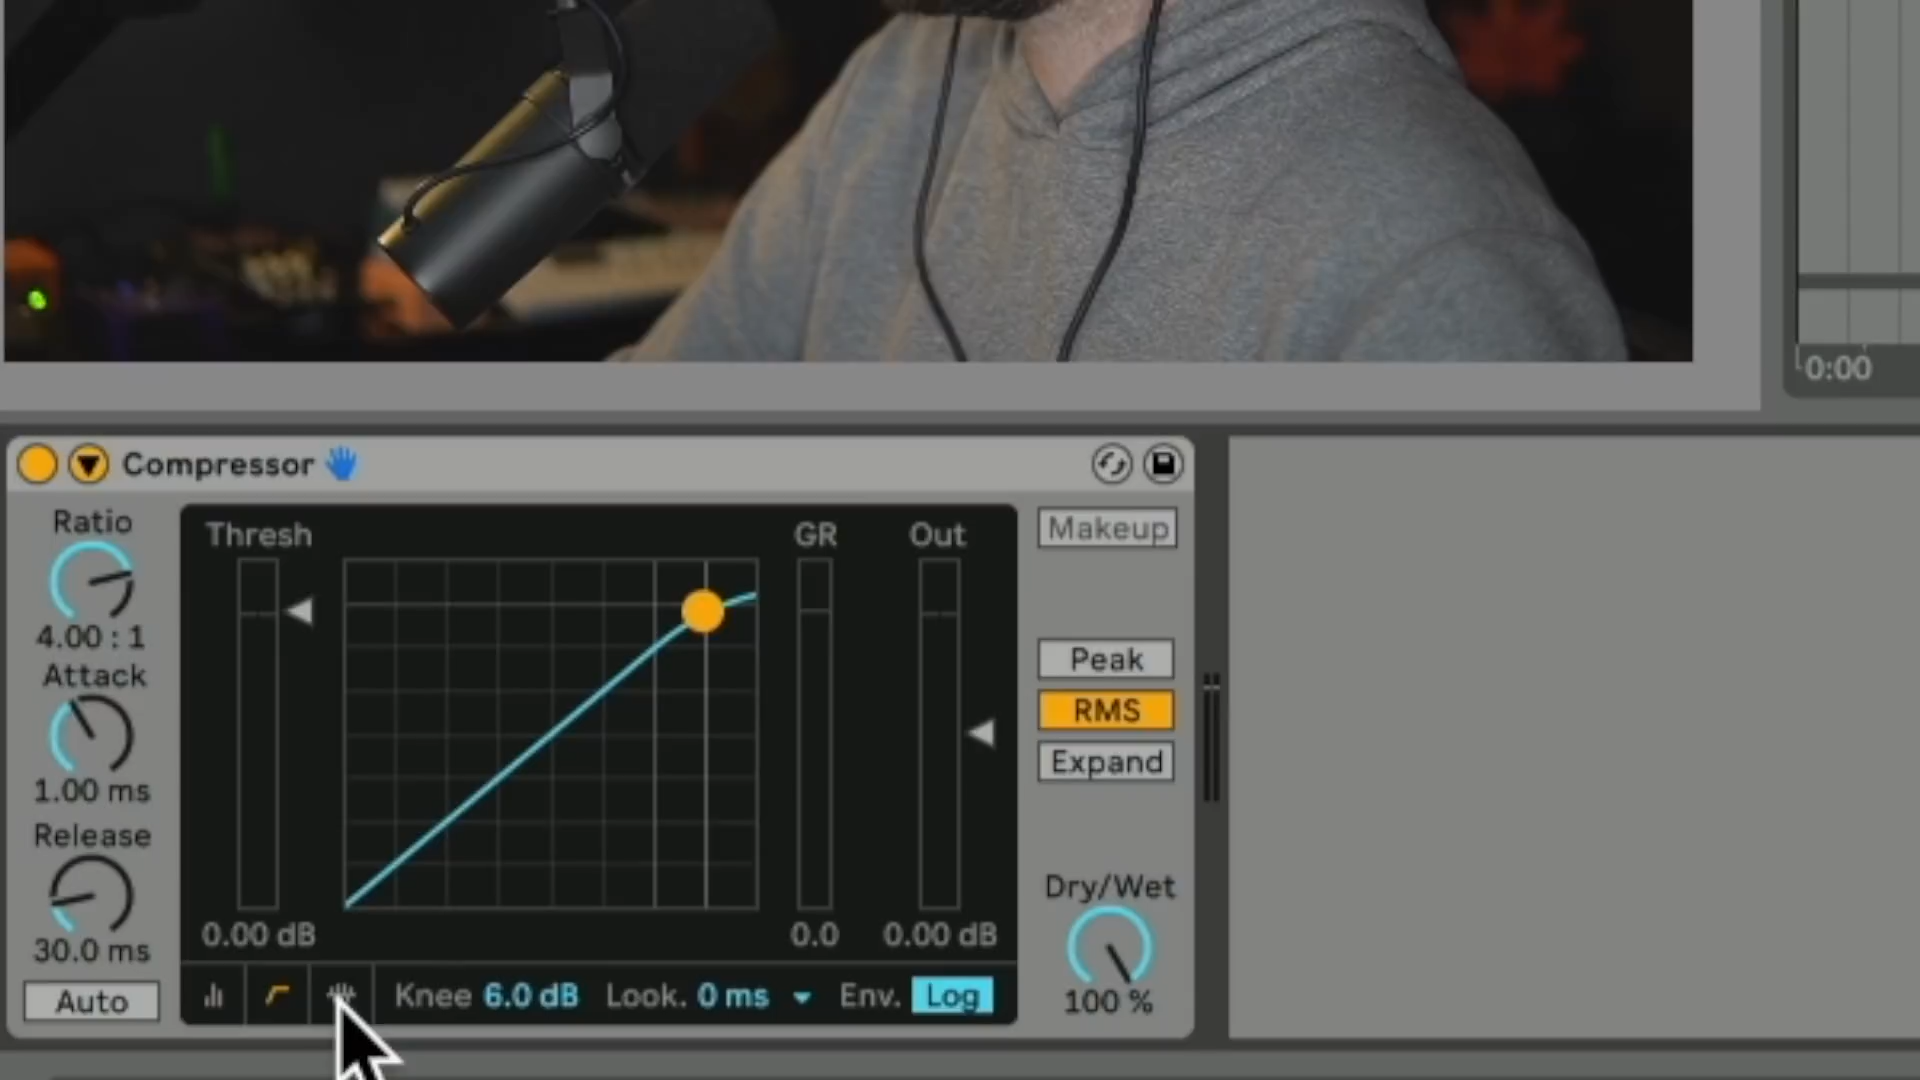 0:00
Compressor
Ratio
4.00 : 1
Attack
1.00 ms
Release
30.0 ms
Auto
Thresh
0.00 dB
GR
0.0
Out
0.00 dB
Knee 6.0 dB Look. 0 ms Env. Log
Makeup
Peak
RMS
Expand
Dry/Wet
100 %